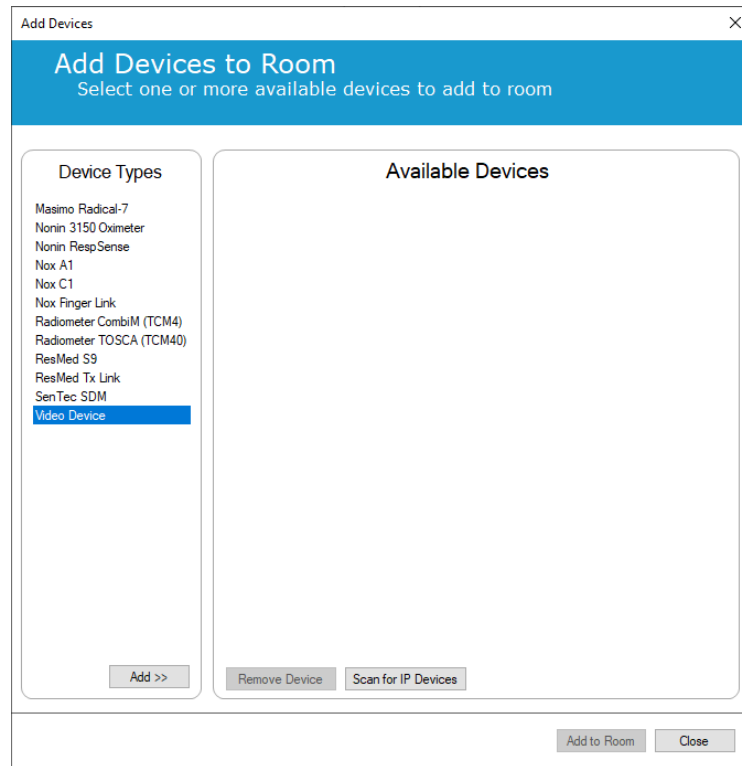 Add Devices
Add Devices to Room
Select one or more available devices to add to room
Device Types
Masimo Radical-7
Nonin 3150 Oximeter
Nonin RespSense
Nox A1
Nox C1
Nox Finger Link
Radiometer CombiM (TCM4)
Radiometer TOSCA (TCM40)
ResMed S9
ResMed Tx Link
SenTec SDM
Video Device
Add >>
Available Devices
Remove Device
Scan for IP Devices
Add to Room
Close